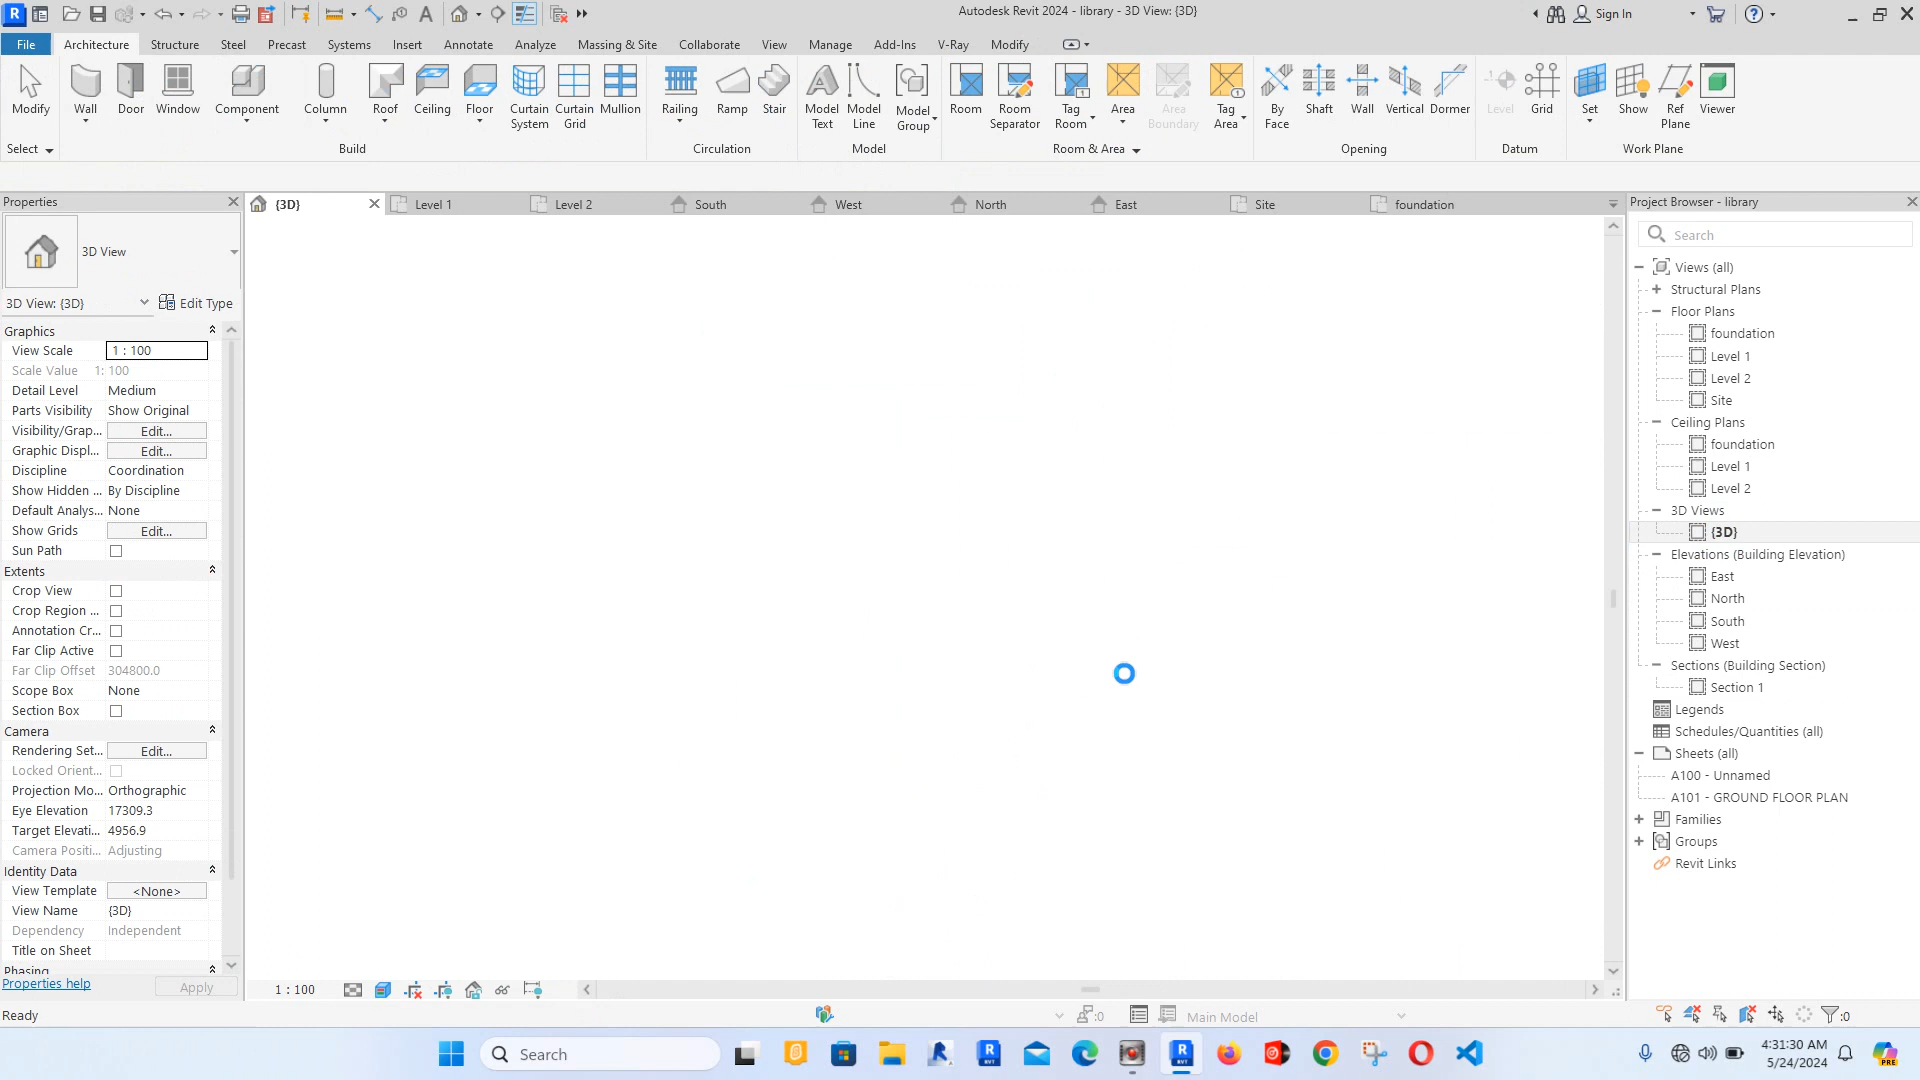 Autodesk Revit 2024 - library - 3D View: {3D}
Sign In
File Architecture Structure Steel Precast Systems Insert Annotate Analyze Massing & Site Collaborate View Manage Add-Ins V-Ray Modify
Modify Wall Door Window Component Column Roof Ceiling Floor Curtain System Curtain Grid Mullion Railing Ramp Stair Model Text Model Line Model Group Room Room Separator Tag Room Area Area Boundary Tag Area By Face Shaft Wall Vertical Dormer Level Grid Set Show Ref Plane Viewer
Select Build Circulation Model Room & Area Opening Datum Work Plane
Properties
{3D} Level 1 Level 2 South West North East Site foundation
Project Browser - library
3D View
3D View: {3D} Edit Type
Graphics
View Scale 1 : 100
Scale Value 1: 100
Detail Level Medium
Parts Visibility Show Original
Visibility/Grap... Edit...
Graphic Displ... Edit...
Discipline Coordination
Show Hidden ... By Discipline
Default Analys... None
Show Grids Edit...
Sun Path
Extents
Crop View
Crop Region ...
Annotation Cr...
Far Clip Active
Far Clip Offset 304800.0
Scope Box None
Section Box
Camera
Rendering Set... Edit...
Locked Orient...
Projection Mo... Orthographic
Eye Elevation 17309.3
Target Elevati... 4956.9
Camera Positi... Adjusting
Identity Data
View Template <None>
View Name {3D}
Dependency Independent
Title on Sheet
Phasing
Properties help Apply
Search
Views (all)
Structural Plans
Floor Plans
foundation
Level 1
Level 2
Site
Ceiling Plans
foundation
Level 1
Level 2
3D Views
{3D}
Elevations (Building Elevation)
East
North
South
West
Sections (Building Section)
Section 1
Legends
Schedules/Quantities (all)
Sheets (all)
A100 - Unnamed
A101 - GROUND FLOOR PLAN
Families
Groups
Revit Links
1 : 100
Ready :0 Main Model :0
Search
4:31:30 AM
5/24/2024